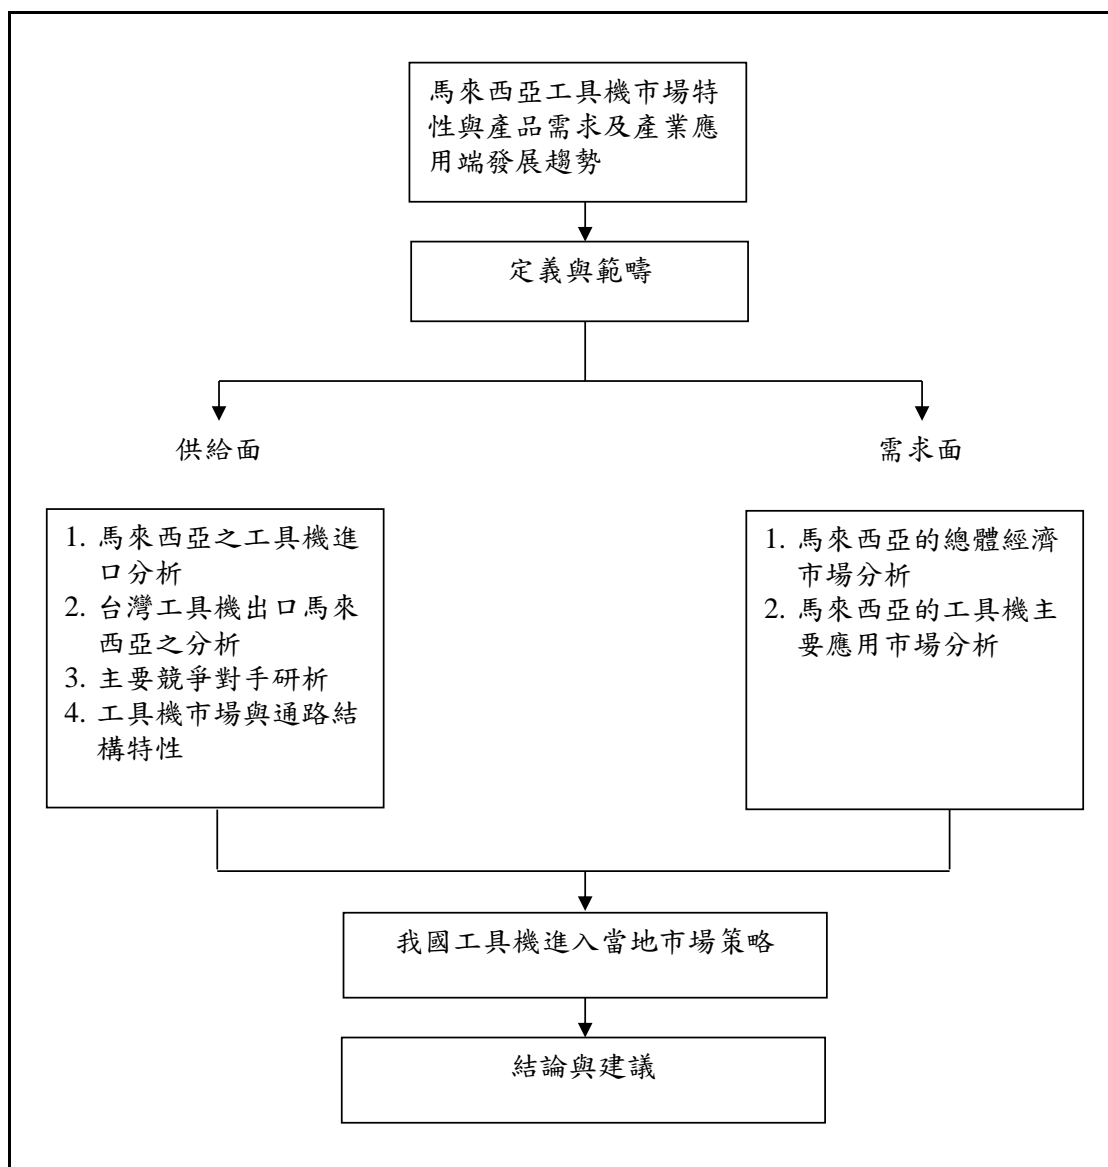 馬來西亞工具機市場特
性與產品需求及產業應
用端發展趨勢
定義與範疇
供給面
需求面
1. 馬來西亞之工具機進
口分析
2. 台灣工具機出口馬來
西亞之分析
3. 主要競爭對手研析
4. 工具機市場與通路結
構特性
1. 馬來西亞的總體經濟
市場分析
2. 馬來西亞的工具機主
要應用市場分析
我國工具機進入當地市場策略
結論與建議